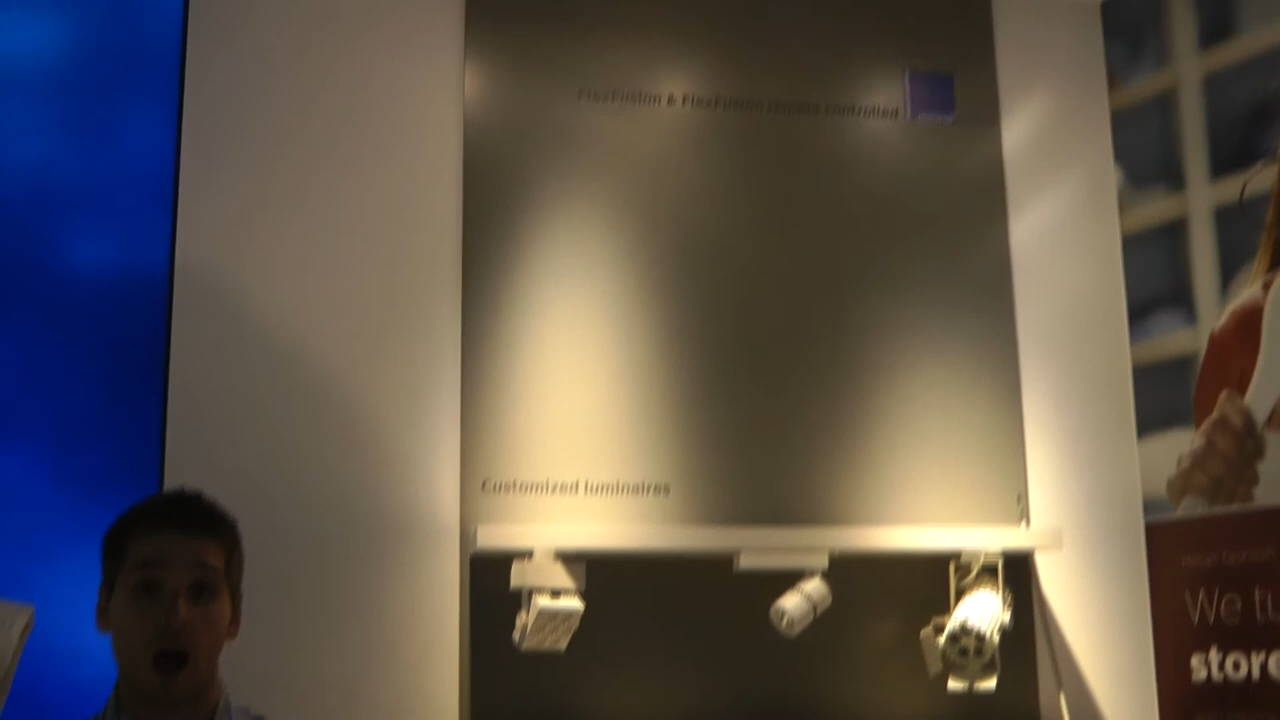 FlexFusion & FlexFusion remote controlled
Customized luminaires
We tu
store